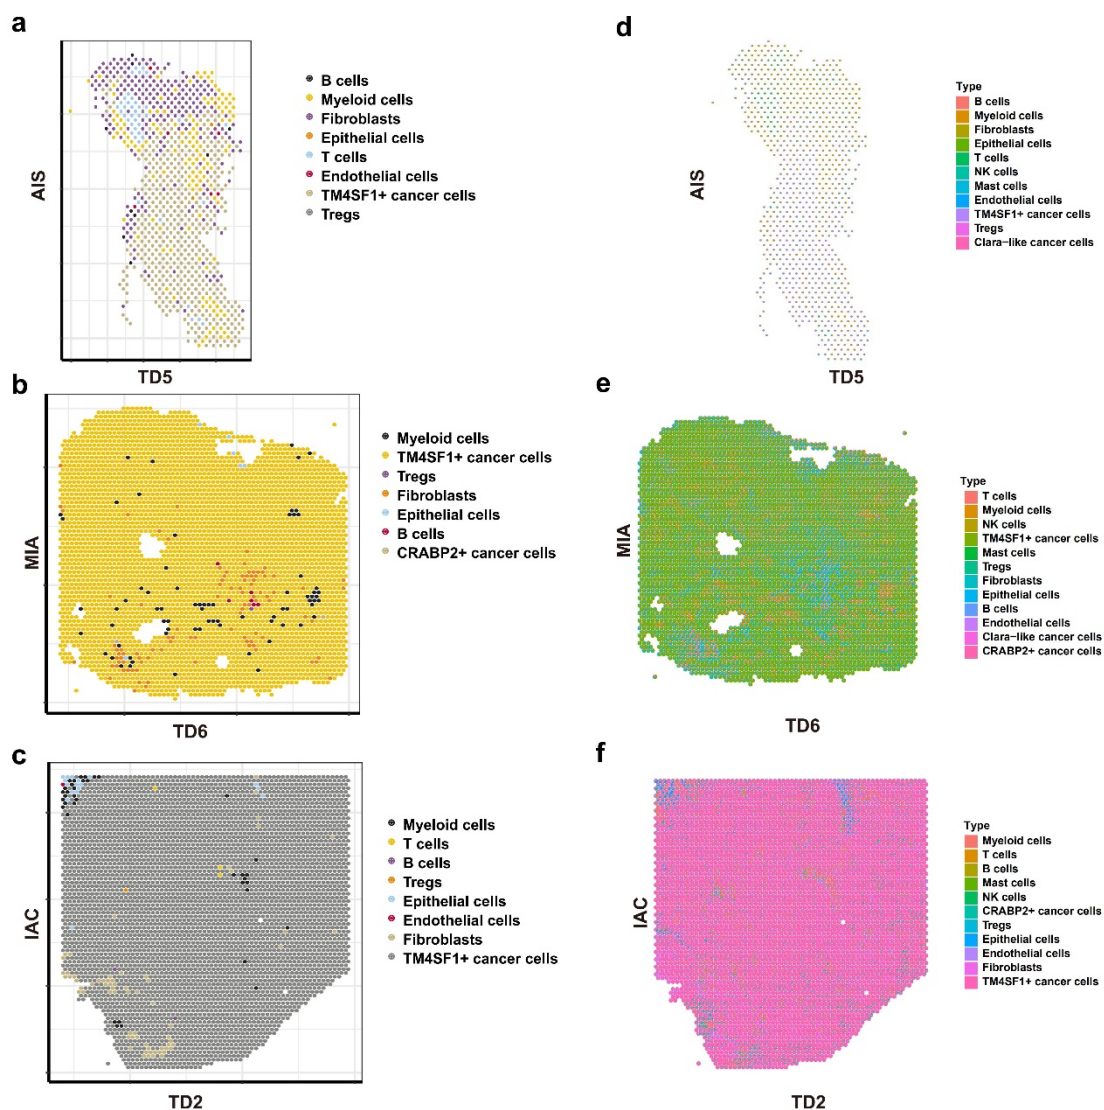 a
AIS
TD5
B cells
Myeloid cells
Fibroblasts
Epithelial cells
T cells
Endothelial cells
TM4SF1+ cancer cells
Tregs
d
AIS
TD5
Type
B cells
Myeloid cells
Fibroblasts
Epithelial cells
T cells
NK cells
Mast cells
Endothelial cells
TM4SF1+ cancer cells
Tregs
Clara−like cancer cells
b
MIA
TD6
Myeloid cells
TM4SF1+ cancer cells
Tregs
Fibroblasts
Epithelial cells
B cells
CRABP2+ cancer cells
e
MIA
TD6
Type
T cells
Myeloid cells
NK cells
TM4SF1+ cancer cells
Mast cells
Tregs
Fibroblasts
Epithelial cells
B cells
Endothelial cells
Clara−like cancer cells
CRABP2+ cancer cells
c
IAC
TD2
Myeloid cells
T cells
B cells
Tregs
Epithelial cells
Endothelial cells
Fibroblasts
TM4SF1+ cancer cells
f
IAC
TD2
Type
Myeloid cells
T cells
B cells
Mast cells
NK cells
CRABP2+ cancer cells
Tregs
Epithelial cells
Endothelial cells
Fibroblasts
TM4SF1+ cancer cells